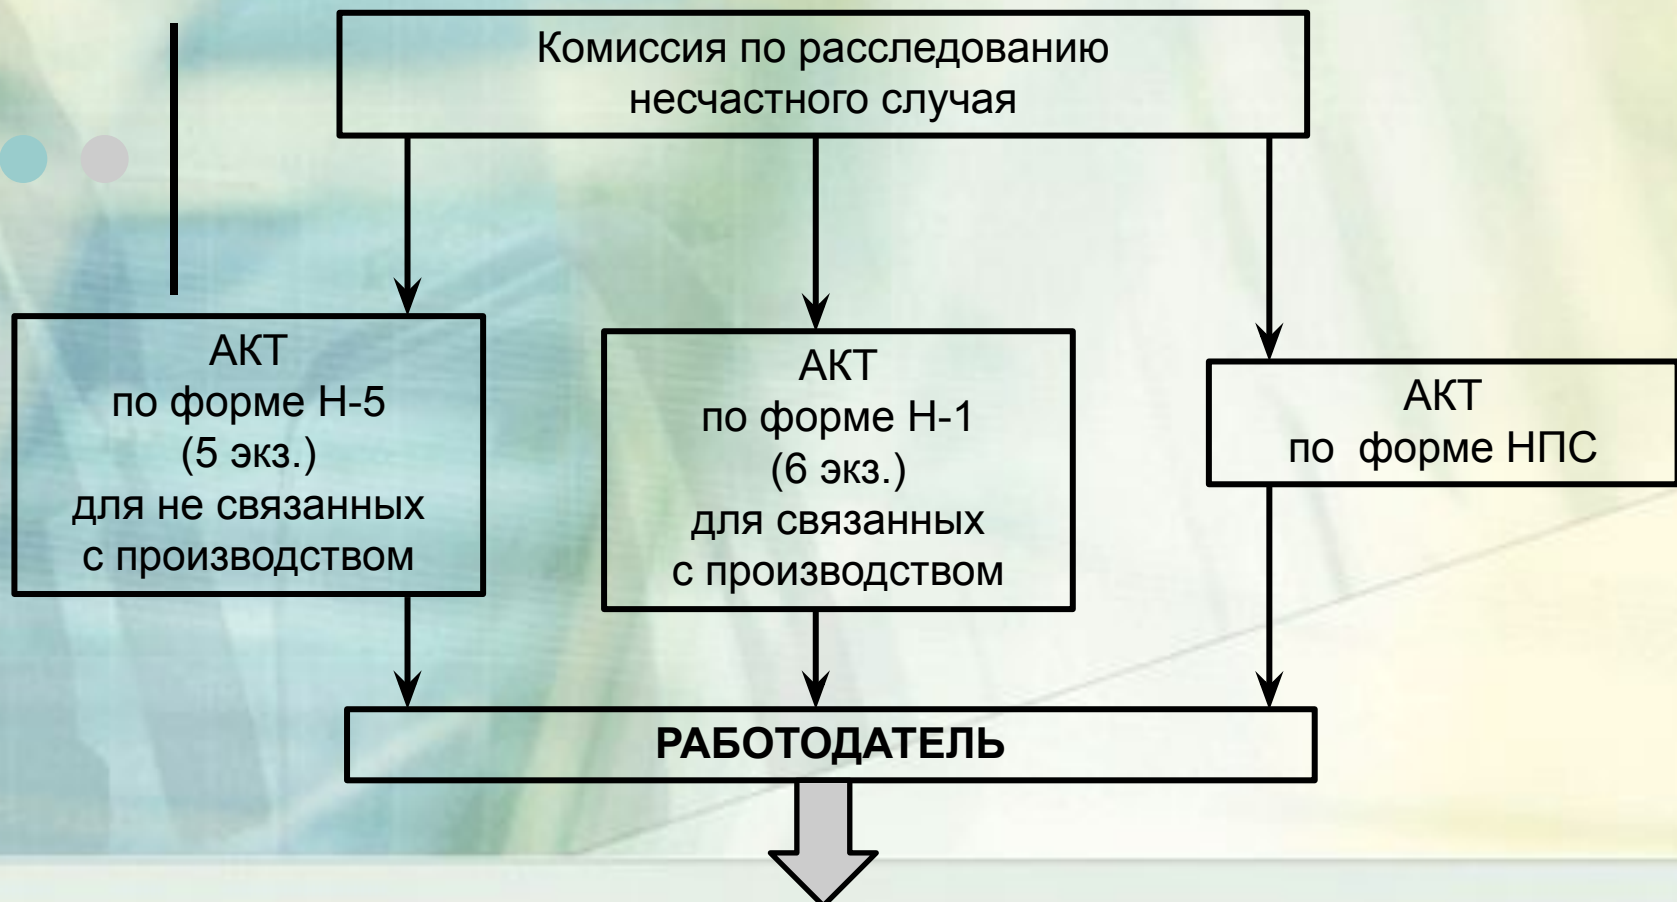 Комиссия по расследованию
несчастного случая
АКТ
по форме Н-5
(5 экз.)
для не связанных
с производством
АКТ
по форме Н-1
(6 экз.)
для связанных
с производством
АКТ
по форме НПС
РАБОТОДАТЕЛЬ